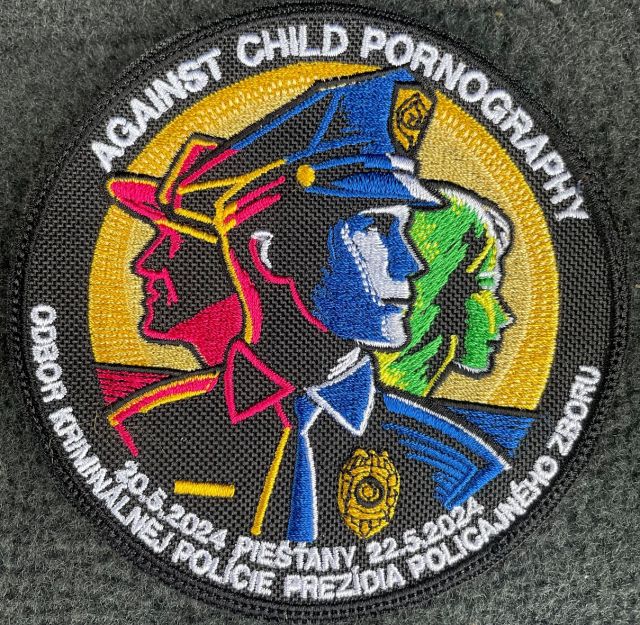 AGAINST CHILD PORNOGRAPHY
20.5.2024 PIEŠŤANY 22.5.2024
ODBOR KRIMINÁLNEJ POLÍCIE PREZÍDIA POLICAJNÉHO ZBORU